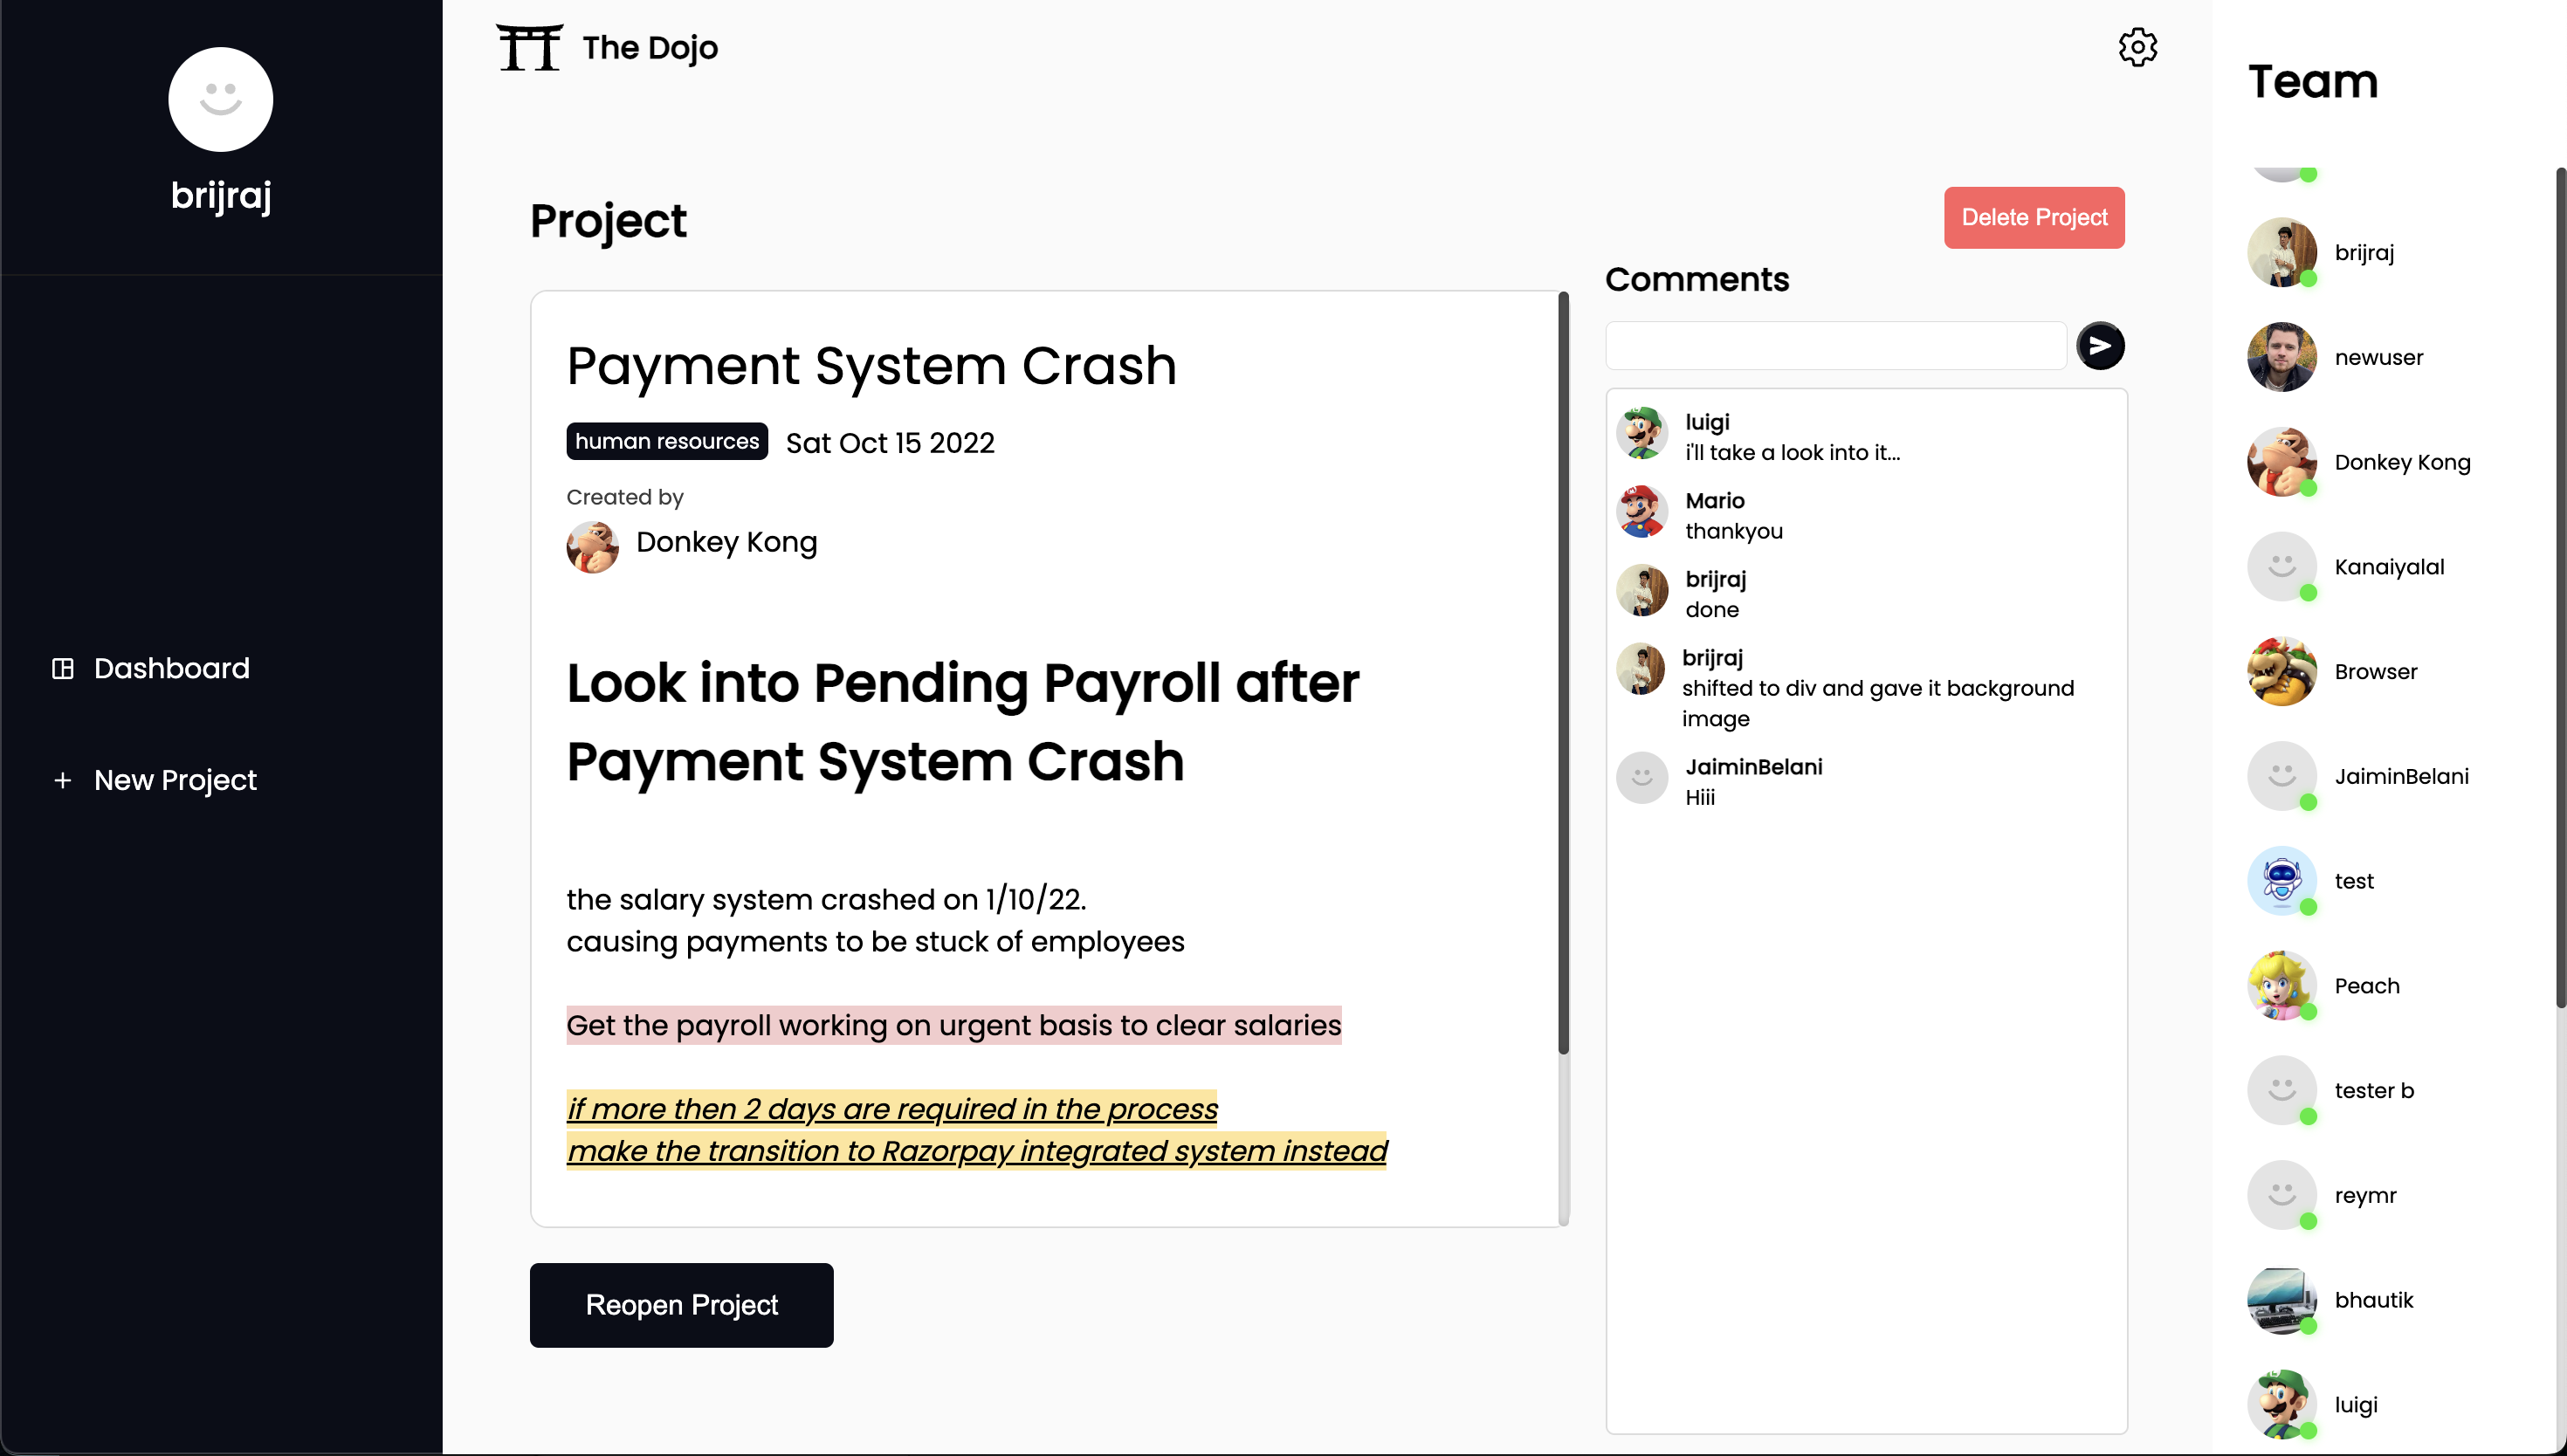 brijraj
Dashboard
New Project
The Dojo
Project
Delete Project
Payment System Crash
human resources Sat Oct 15 2022
Created by
Donkey Kong
Look into Pending Payroll after
Payment System Crash
the salary system crashed on 1/10/22.
causing payments to be stuck of employees
Get the payroll working on urgent basis to clear salaries
if more then 2 days are required in the process
make the transition to Razorpay integrated system instead
Reopen Project
Comments
luigi
i'll take a look into it...
Mario
thankyou
brijraj
done
brijraj
shifted to div and gave it background
image
JaiminBelani
Hiii
Team
brijraj
newuser
Donkey Kong
Kanaiyalal
Browser
JaiminBelani
test
Peach
tester b
reymr
bhautik
luigi